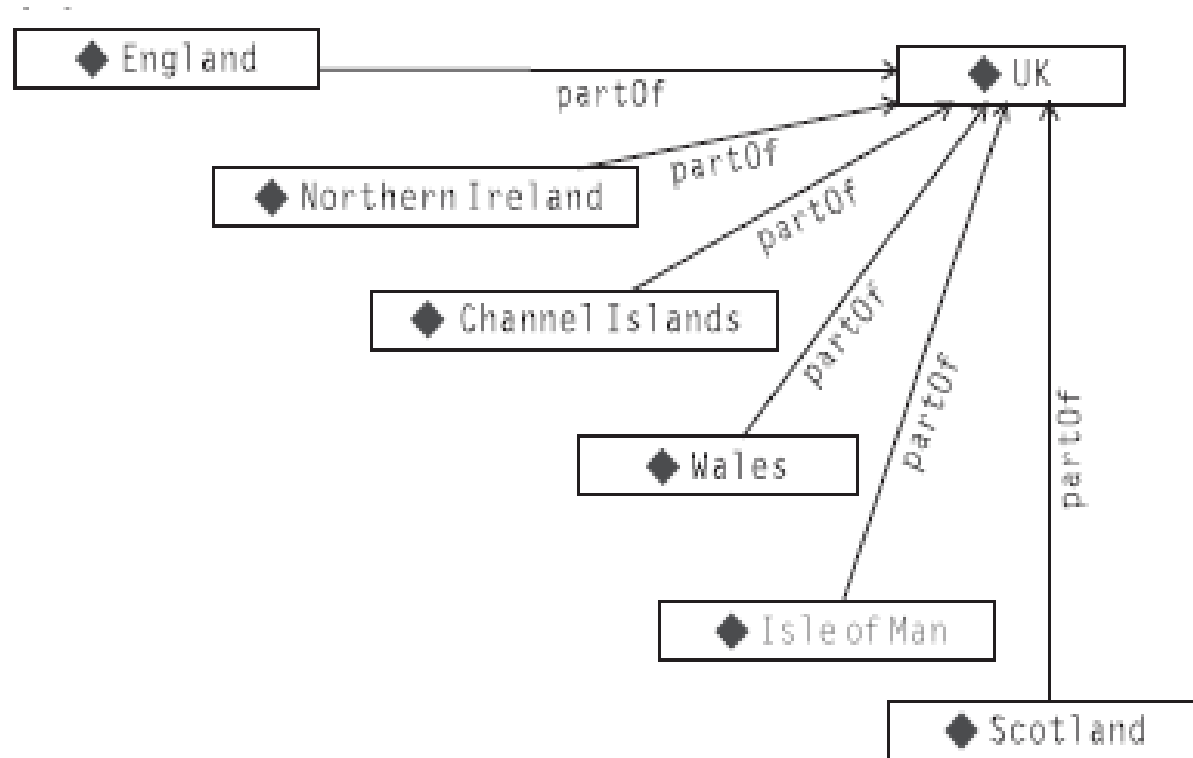 England
UK
partOf
partOf
Northern Ireland
partOf
Channel Islands
partOf
Wales
partOf
partOf
Isle of Man
Scotland